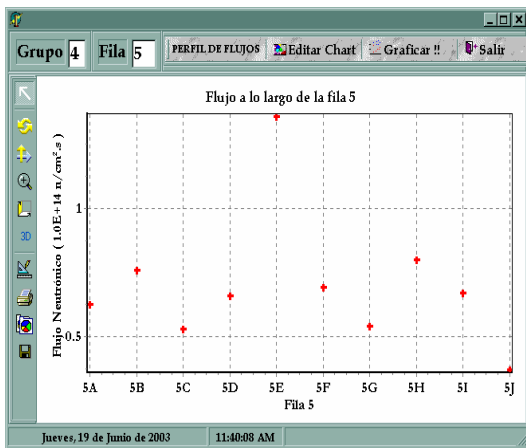 Grupo 4 Fila 5 PERFIL DE FLUJOS Editar Chart Graficar !! Salir
Flujo a lo largo de la fila 5
Flujo Neutrónico ( 1.0E+14 n/cm².s )
1
0.5
3D
5A 5B 5C 5D 5E 5F 5G 5H 5I 5J
Fila 5
Jueves, 19 de Junio de 2003 11:40:08 AM